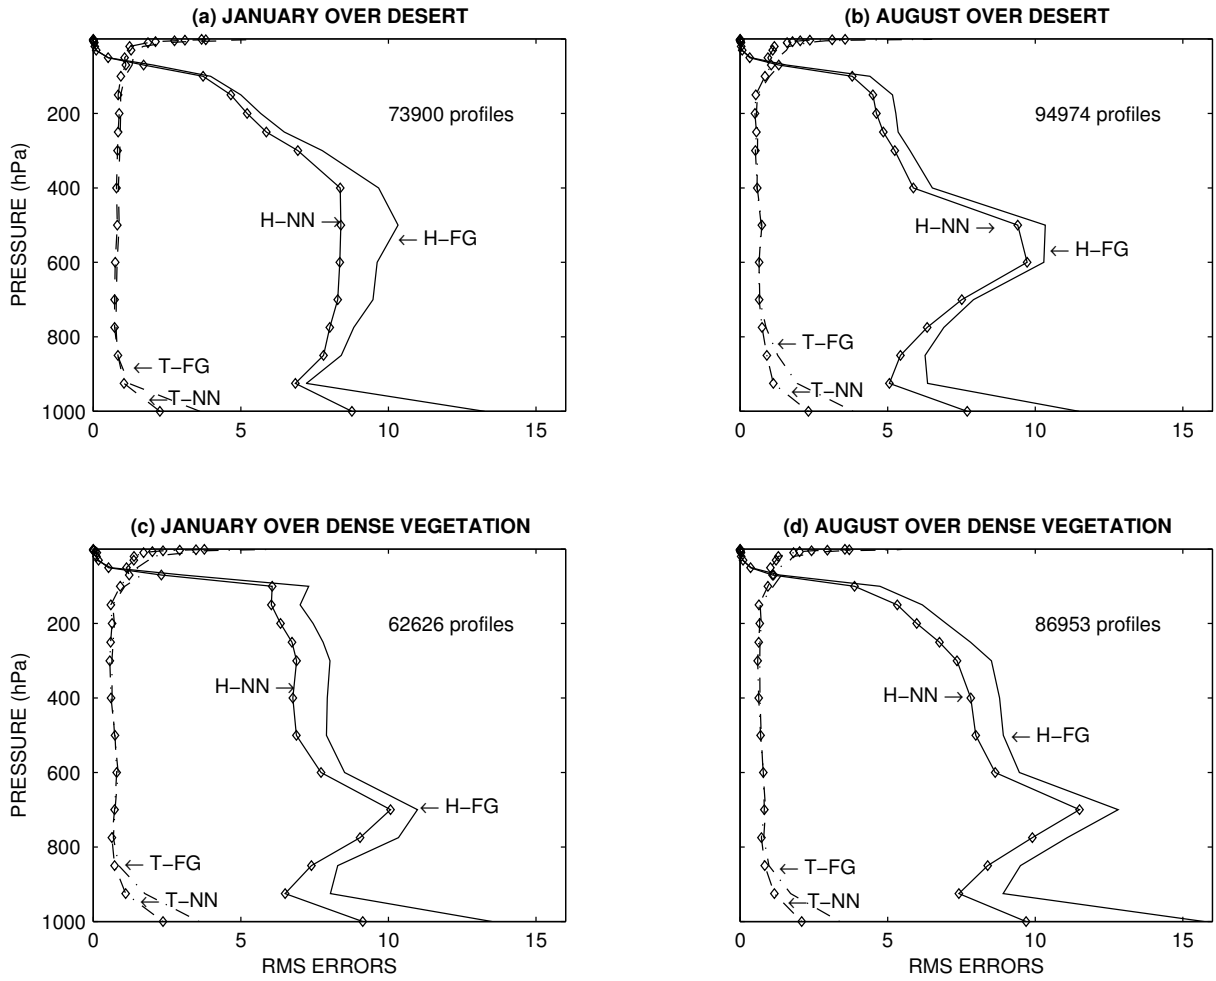 (a) JANUARY OVER DESERT
PRESSURE (hPa)
200
400
600
800
1000
0
5
10
15
73900 profiles
H−NN →
← H−FG
← T−FG
←T−NN
(b) AUGUST OVER DESERT
200
400
600
800
1000
0
5
10
15
94974 profiles
H−NN →
← H−FG
← T−FG
←T−NN
(c) JANUARY OVER DENSE VEGETATION
PRESSURE (hPa)
200
400
600
800
1000
0
5
10
15
RMS ERRORS
62626 profiles
H−NN →
← H−FG
← T−FG
←T−NN
(d) AUGUST OVER DENSE VEGETATION
200
400
600
800
1000
0
5
10
15
RMS ERRORS
86953 profiles
H−NN →
← H−FG
← T−FG
←T−NN